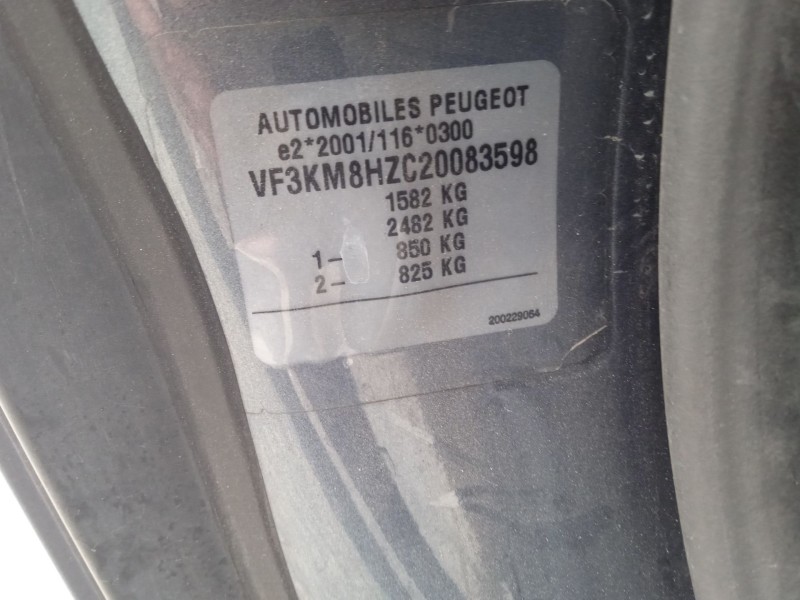 AUTOMOBILES PEUGEOT
e2*2001/116*0300
VF3KM8HZC20083598
1582 KG
2482 KG
1- 850 KG
2- 825 KG
200229064